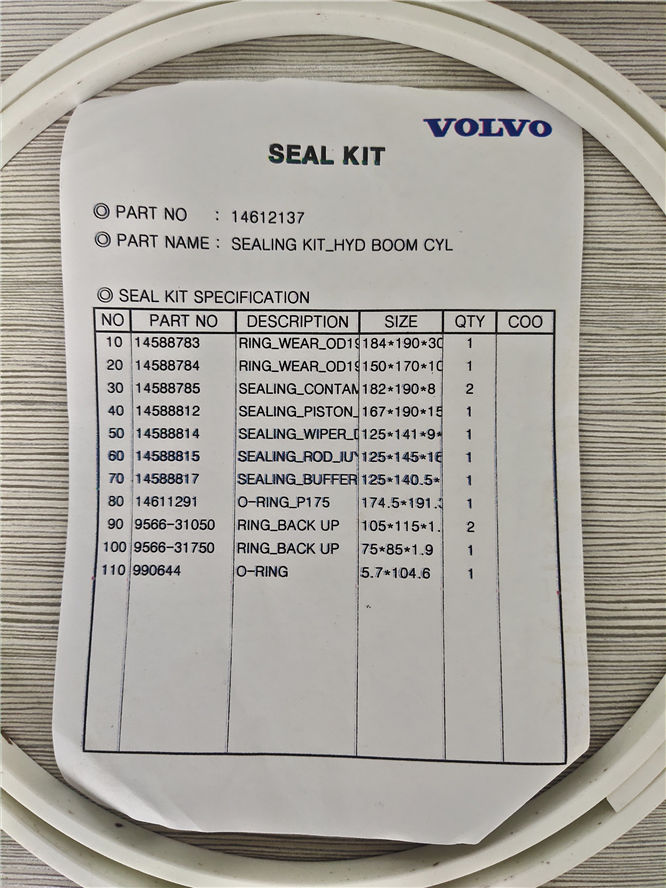 VOLVO
SEAL KIT
◎ PART NO : 14612137
◎ PART NAME : SEALING KIT_HYD BOOM CYL
◎ SEAL KIT SPECIFICATION
NO PART NO DESCRIPTION SIZE QTY COO
10 14588783 RING_WEAR_OD19 184*190*30 1
20 14588784 RING_WEAR_OD19 150*170*10 1
30 14588785 SEALING_CONTAM 182*190*8 2
40 14588812 SEALING_PISTON_ 167*190*15 1
50 14588814 SEALING_WIPER_D 125*141*9* 1
60 14588815 SEALING_ROD_IUY 125*145*16 1
70 14588817 SEALING_BUFFER 125*140.5* 1
80 14611291 O-RING_P175 174.5*191.3 1
90 9566-31050 RING_BACK UP 105*115*1. 2
100 9566-31750 RING_BACK UP 75*85*1.9 1
110 990644 O-RING 5.7*104.6 1